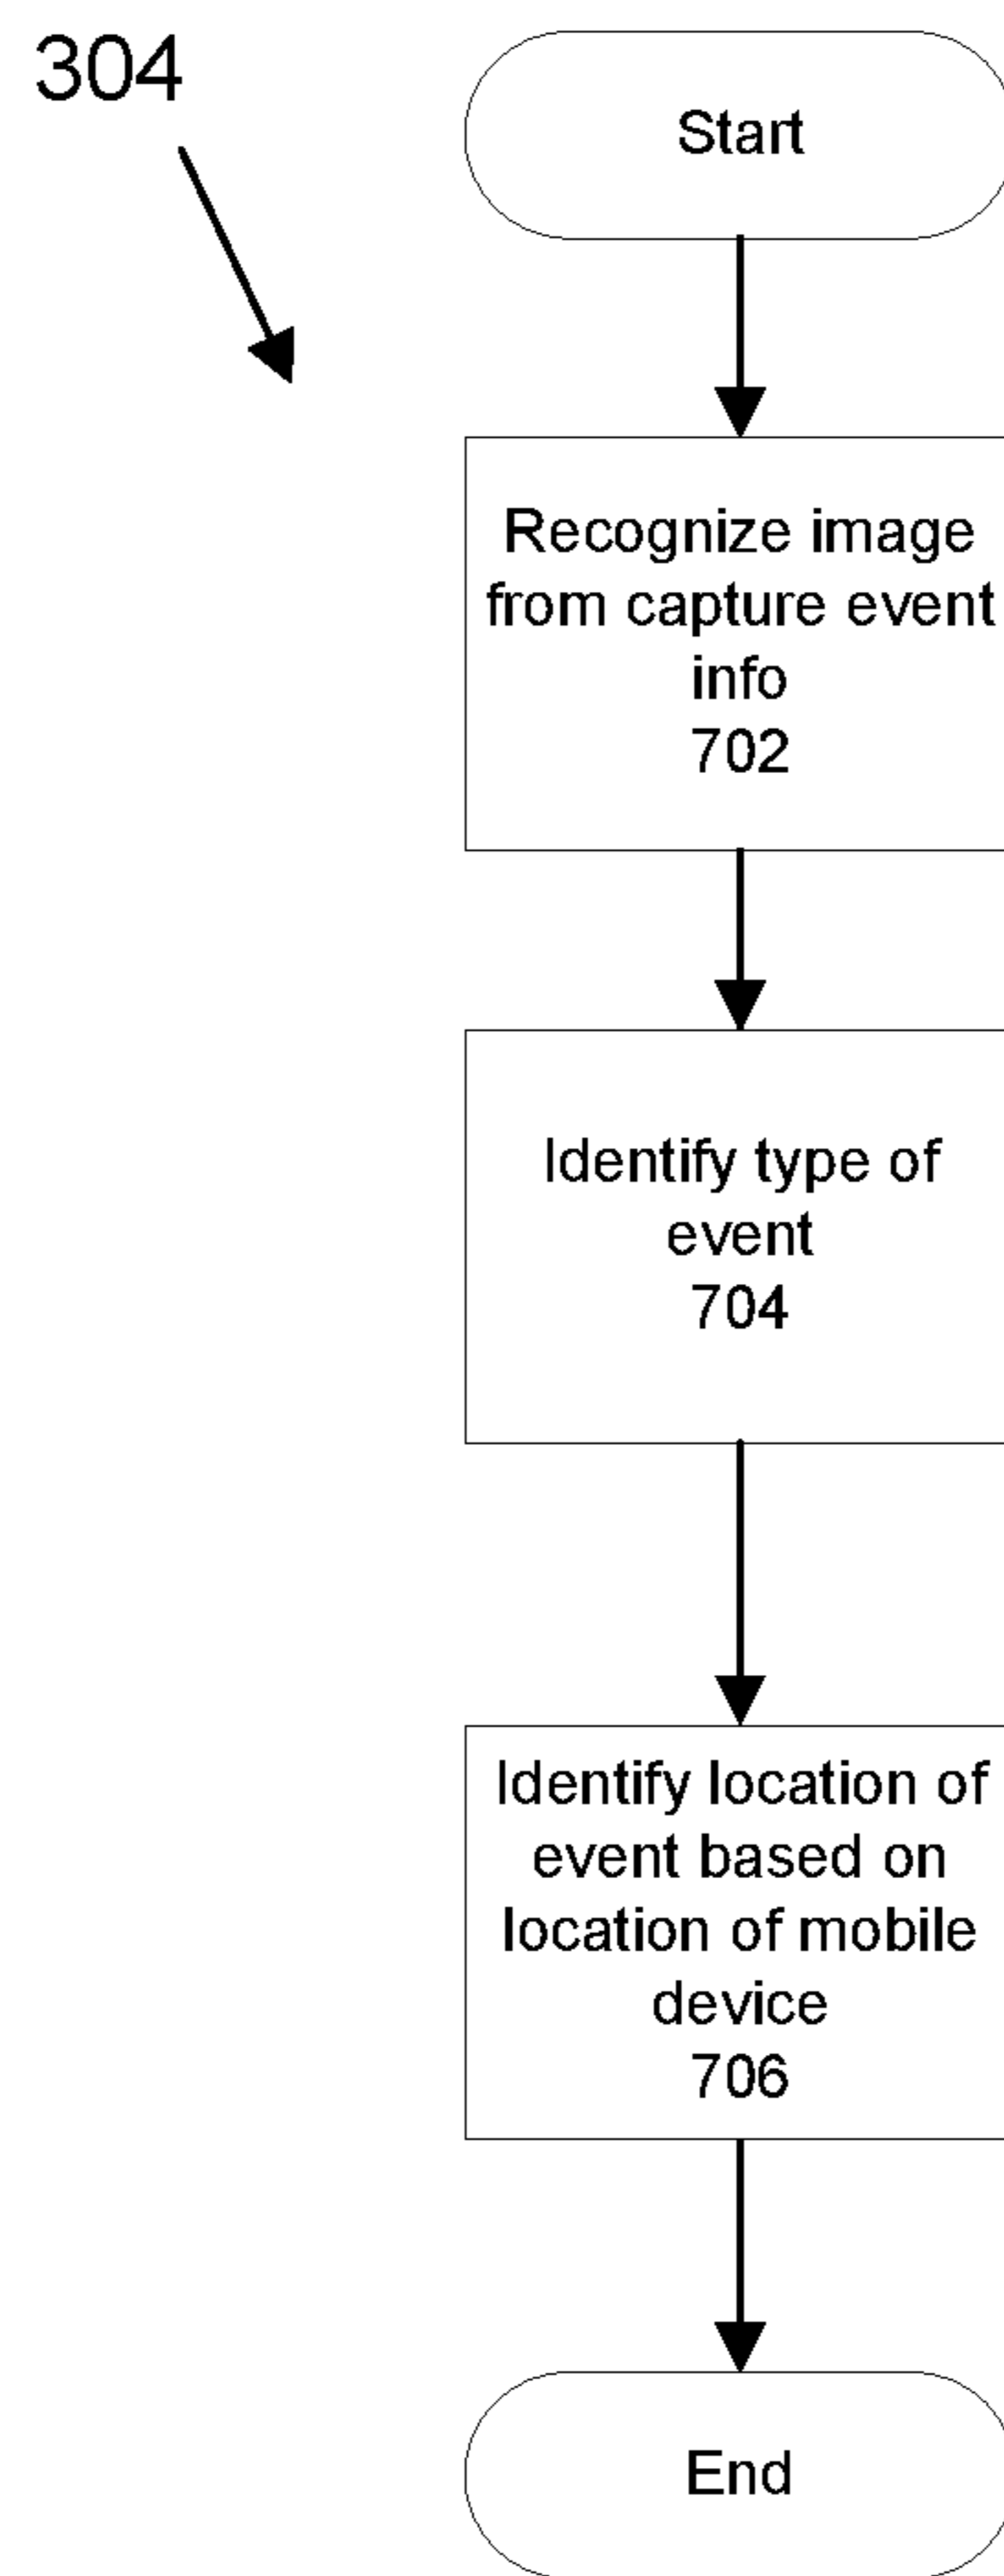 304
Start
Recognize image
from capture event
info
702
Identify type of
event
704
Identify location of
event based on
location of mobile
device
706
End